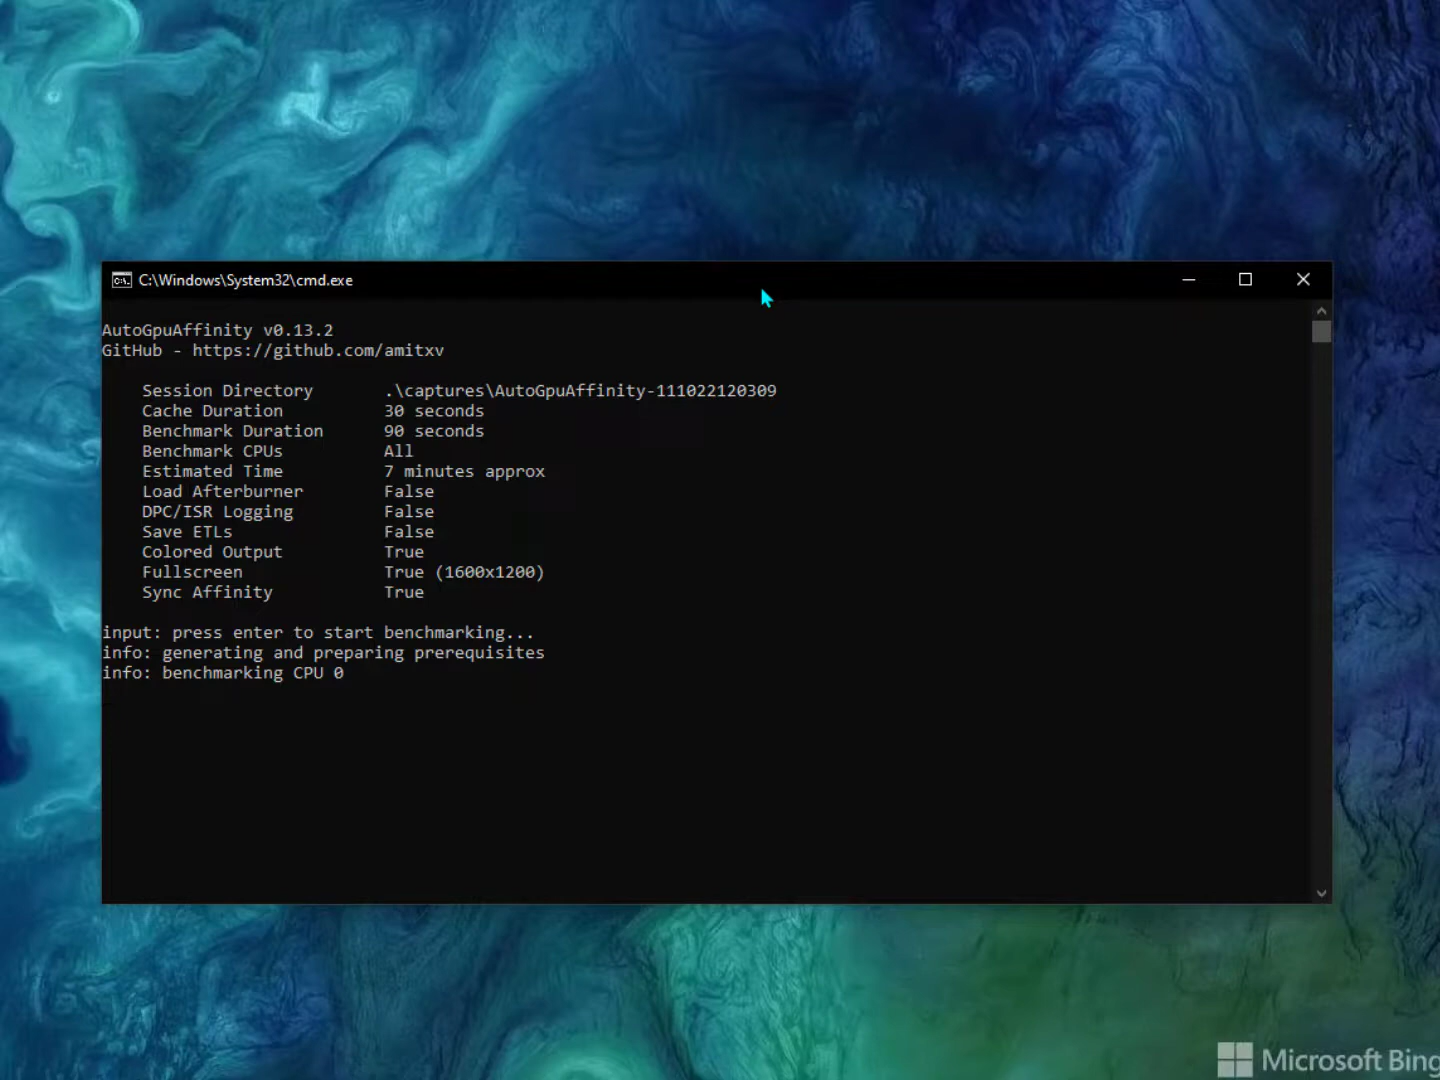 C:\Windows\System32\cmd.exe
AutoGpuAffinity v0.13.2
GitHub - https://github.com/amitxv
Session Directory .\captures\AutoGpuAffinity-111022120309
Cache Duration 30 seconds
Benchmark Duration 90 seconds
Benchmark CPUs All
Estimated Time 7 minutes approx
Load Afterburner False
DPC/ISR Logging False
Save ETLs False
Colored Output True
Fullscreen True (1600x1200)
Sync Affinity True
input: press enter to start benchmarking...
info: generating and preparing prerequisites
info: benchmarking CPU 0
Microsoft Bing